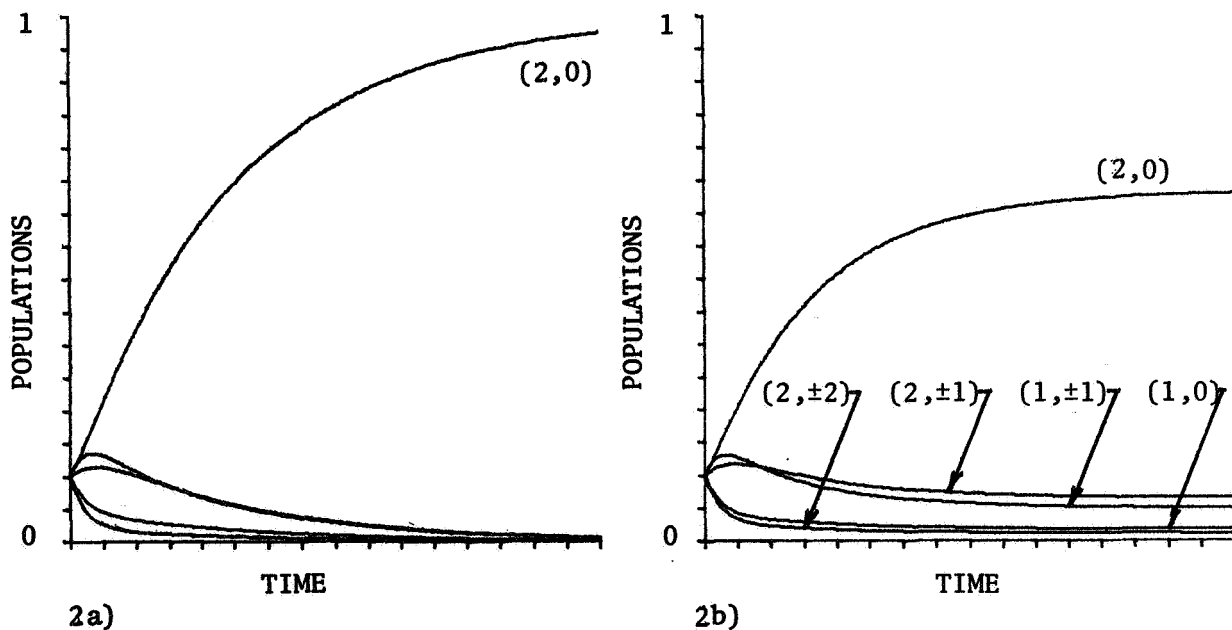 1
(2,0)
POPULATIONS
0
TIME
2a)
1
(2,0)
POPULATIONS
(2,±2) (2,±1) (1,±1) (1,0)
0
TIME
2b)